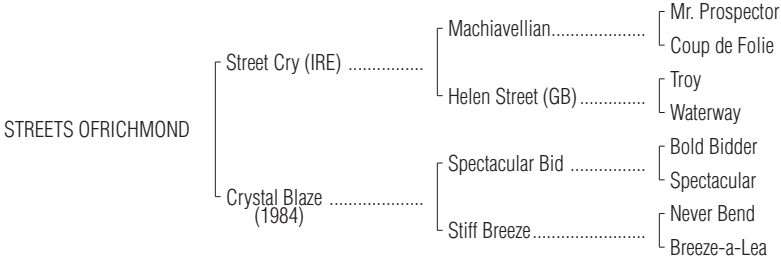 Mr. Prospector
Machiavellian....................
Coup de Folie
Street Cry (IRE) ................
Troy
Helen Street (GB) ..............
Waterway
STREETS OFRICHMOND
Bold Bidder
Spectacular Bid ................
Spectacular
Crystal Blaze ....................
(1984)
Never Bend
Stiff Breeze........................
Breeze-a-Lea